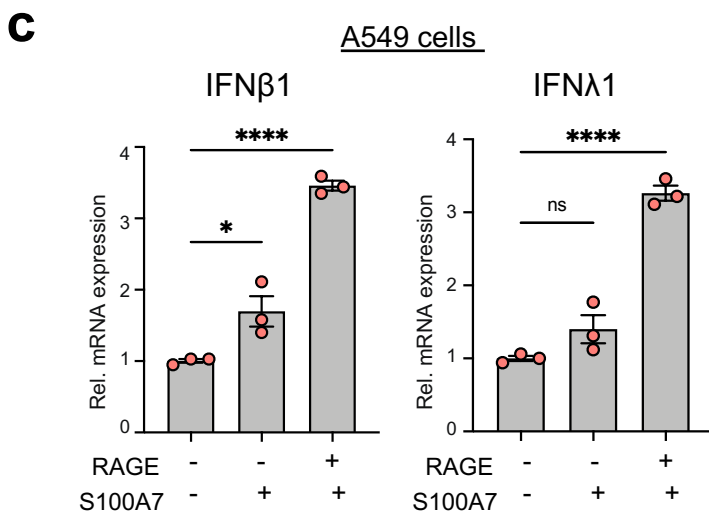 c
A549 cells
IFNβ1
IFNλ1
Rel. mRNA expression
4
3
2
1
0
****
*
Rel. mRNA expression
4
3
2
1
0
****
ns
RAGE - - +
S100A7 - + +
RAGE - - +
S100A7 - + +